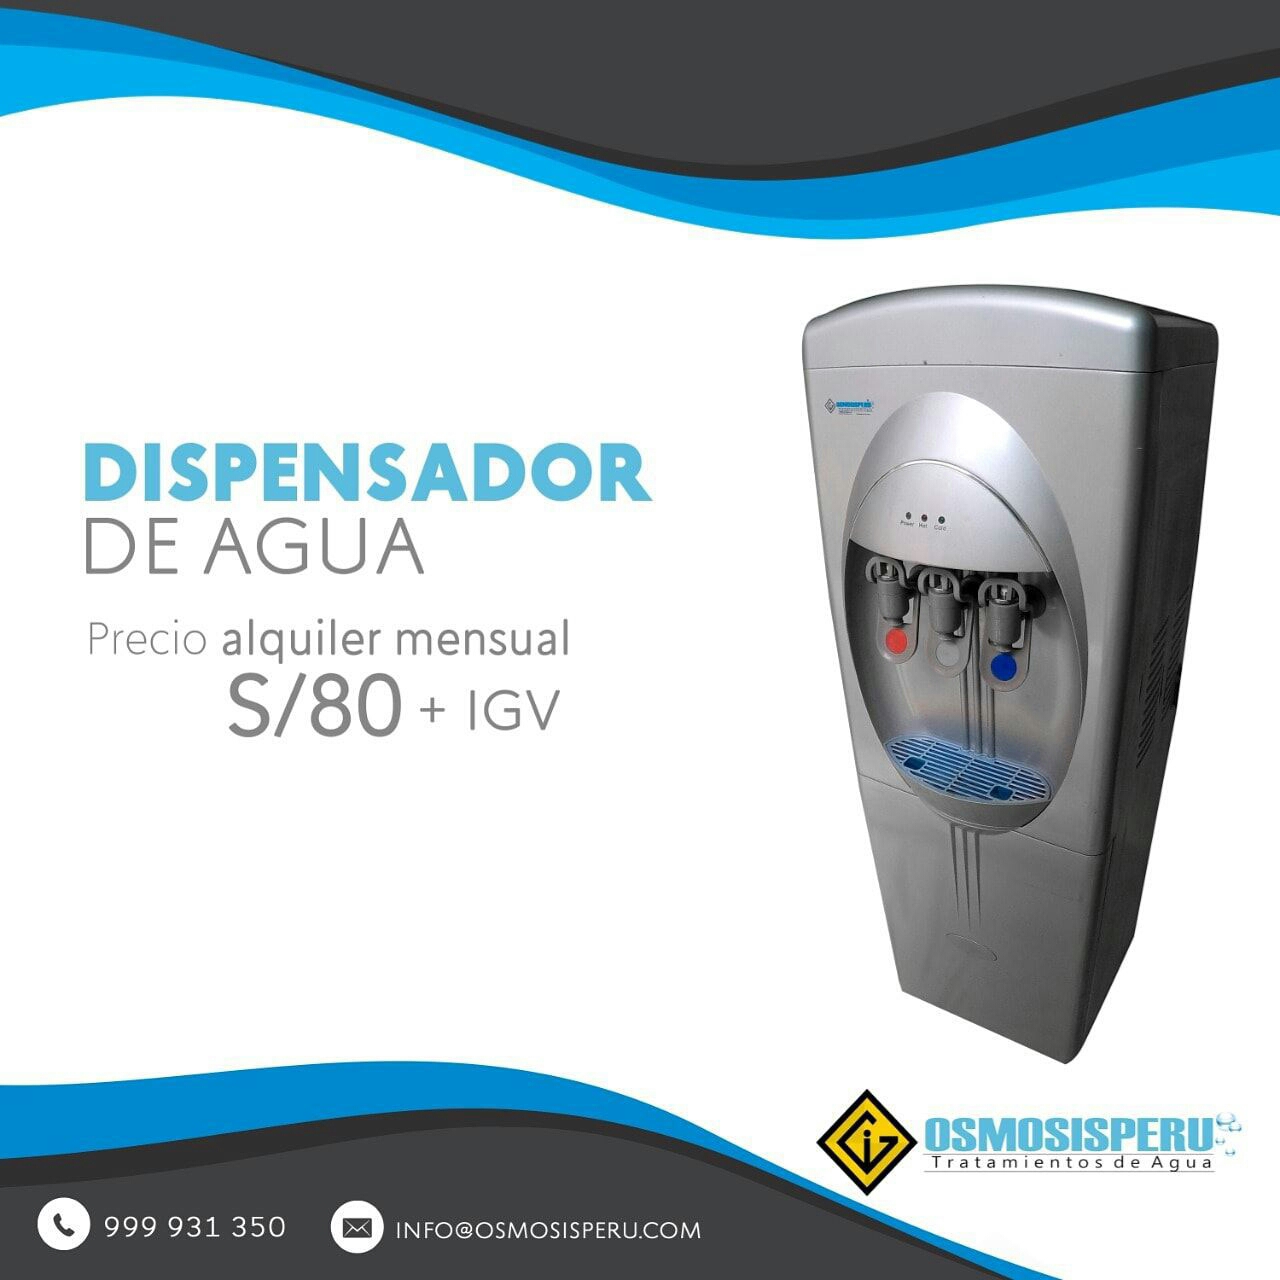 OSMOSISPERU
Power Hot Cold
DISPENSADOR
DE AGUA
Precio alquiler mensual
S/80 + IGV
OSMOSISPERU
Tratamientos de Agua
999 931 350
INFO@OSMOSISPERU.COM